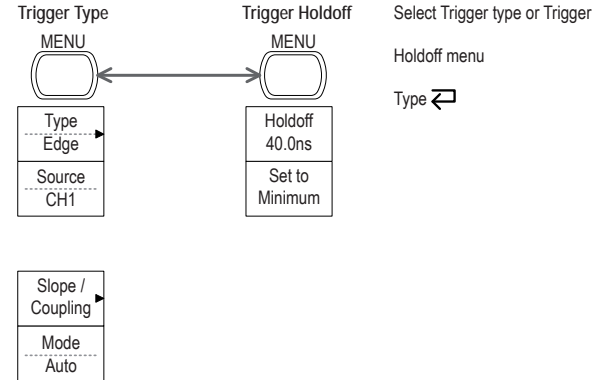 Trigger Type
MENU
Type
Edge
Source
CH1
Slope /
Coupling
Mode
Auto
Trigger Holdoff
MENU
Holdoff
40.0ns
Set to
Minimum
Select Trigger type or Trigger
Holdoff menu
Type